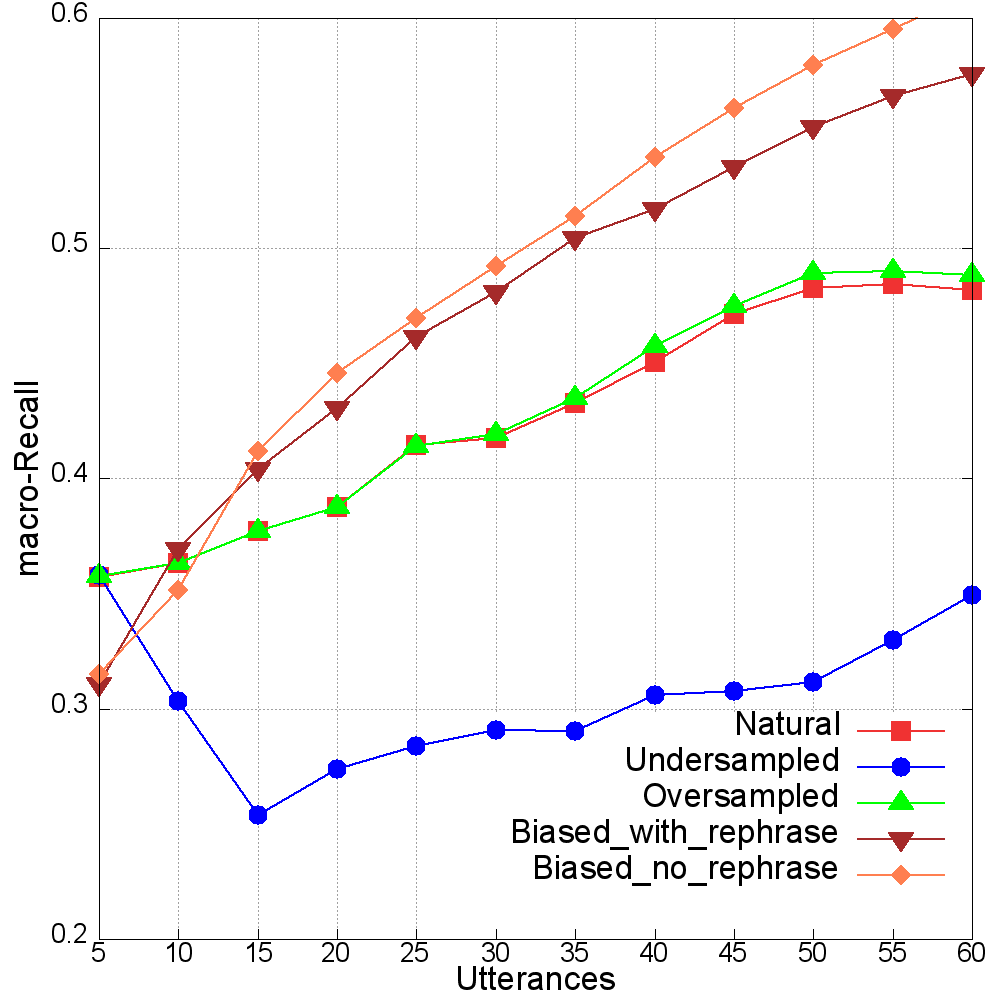 0.6
0.5
0.4
0.3
0.2
macro-Recall
Natural
Undersampled
Oversampled
Biased_with_rephrase
Biased_no_rephrase
5 10 15 20 25 30 35 40 45 50 55 60
Utterances